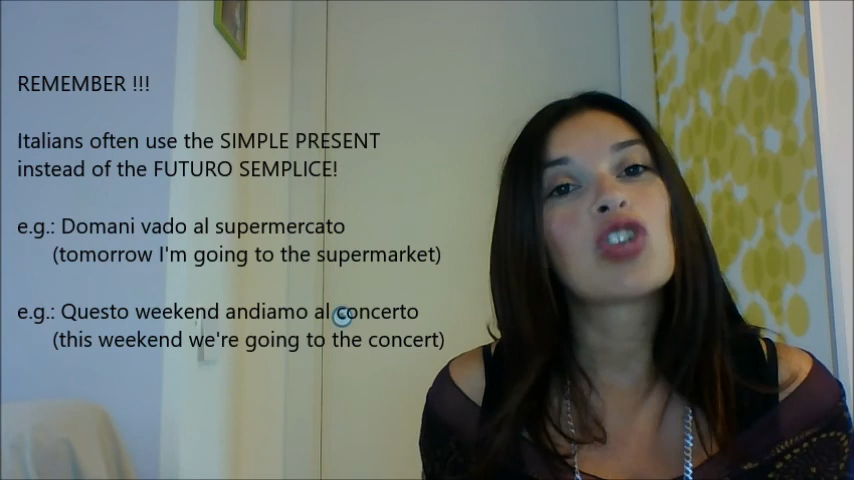 REMEMBER !!!
Italians often use the SIMPLE PRESENT
instead of the FUTURO SEMPLICE!
e.g.: Domani vado al supermercato
(tomorrow I'm going to the supermarket)
e.g.: Questo weekend andiamo al concerto
(this weekend we're going to the concert)